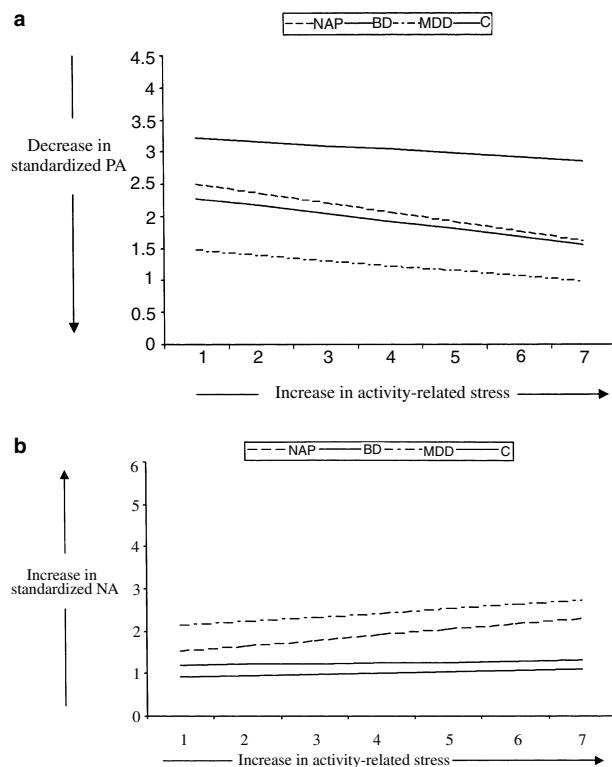 a
NAP BD MDD C
4.5
4
3.5
3
2.5
2
1.5
1
0.5
0
Decrease in
standardized PA
1 2 3 4 5 6 7
Increase in activity-related stress
b
NAP BD MDD C
6
5
4
3
2
1
0
Increase in
standardized NA
1 2 3 4 5 6 7
Increase in activity-related stress